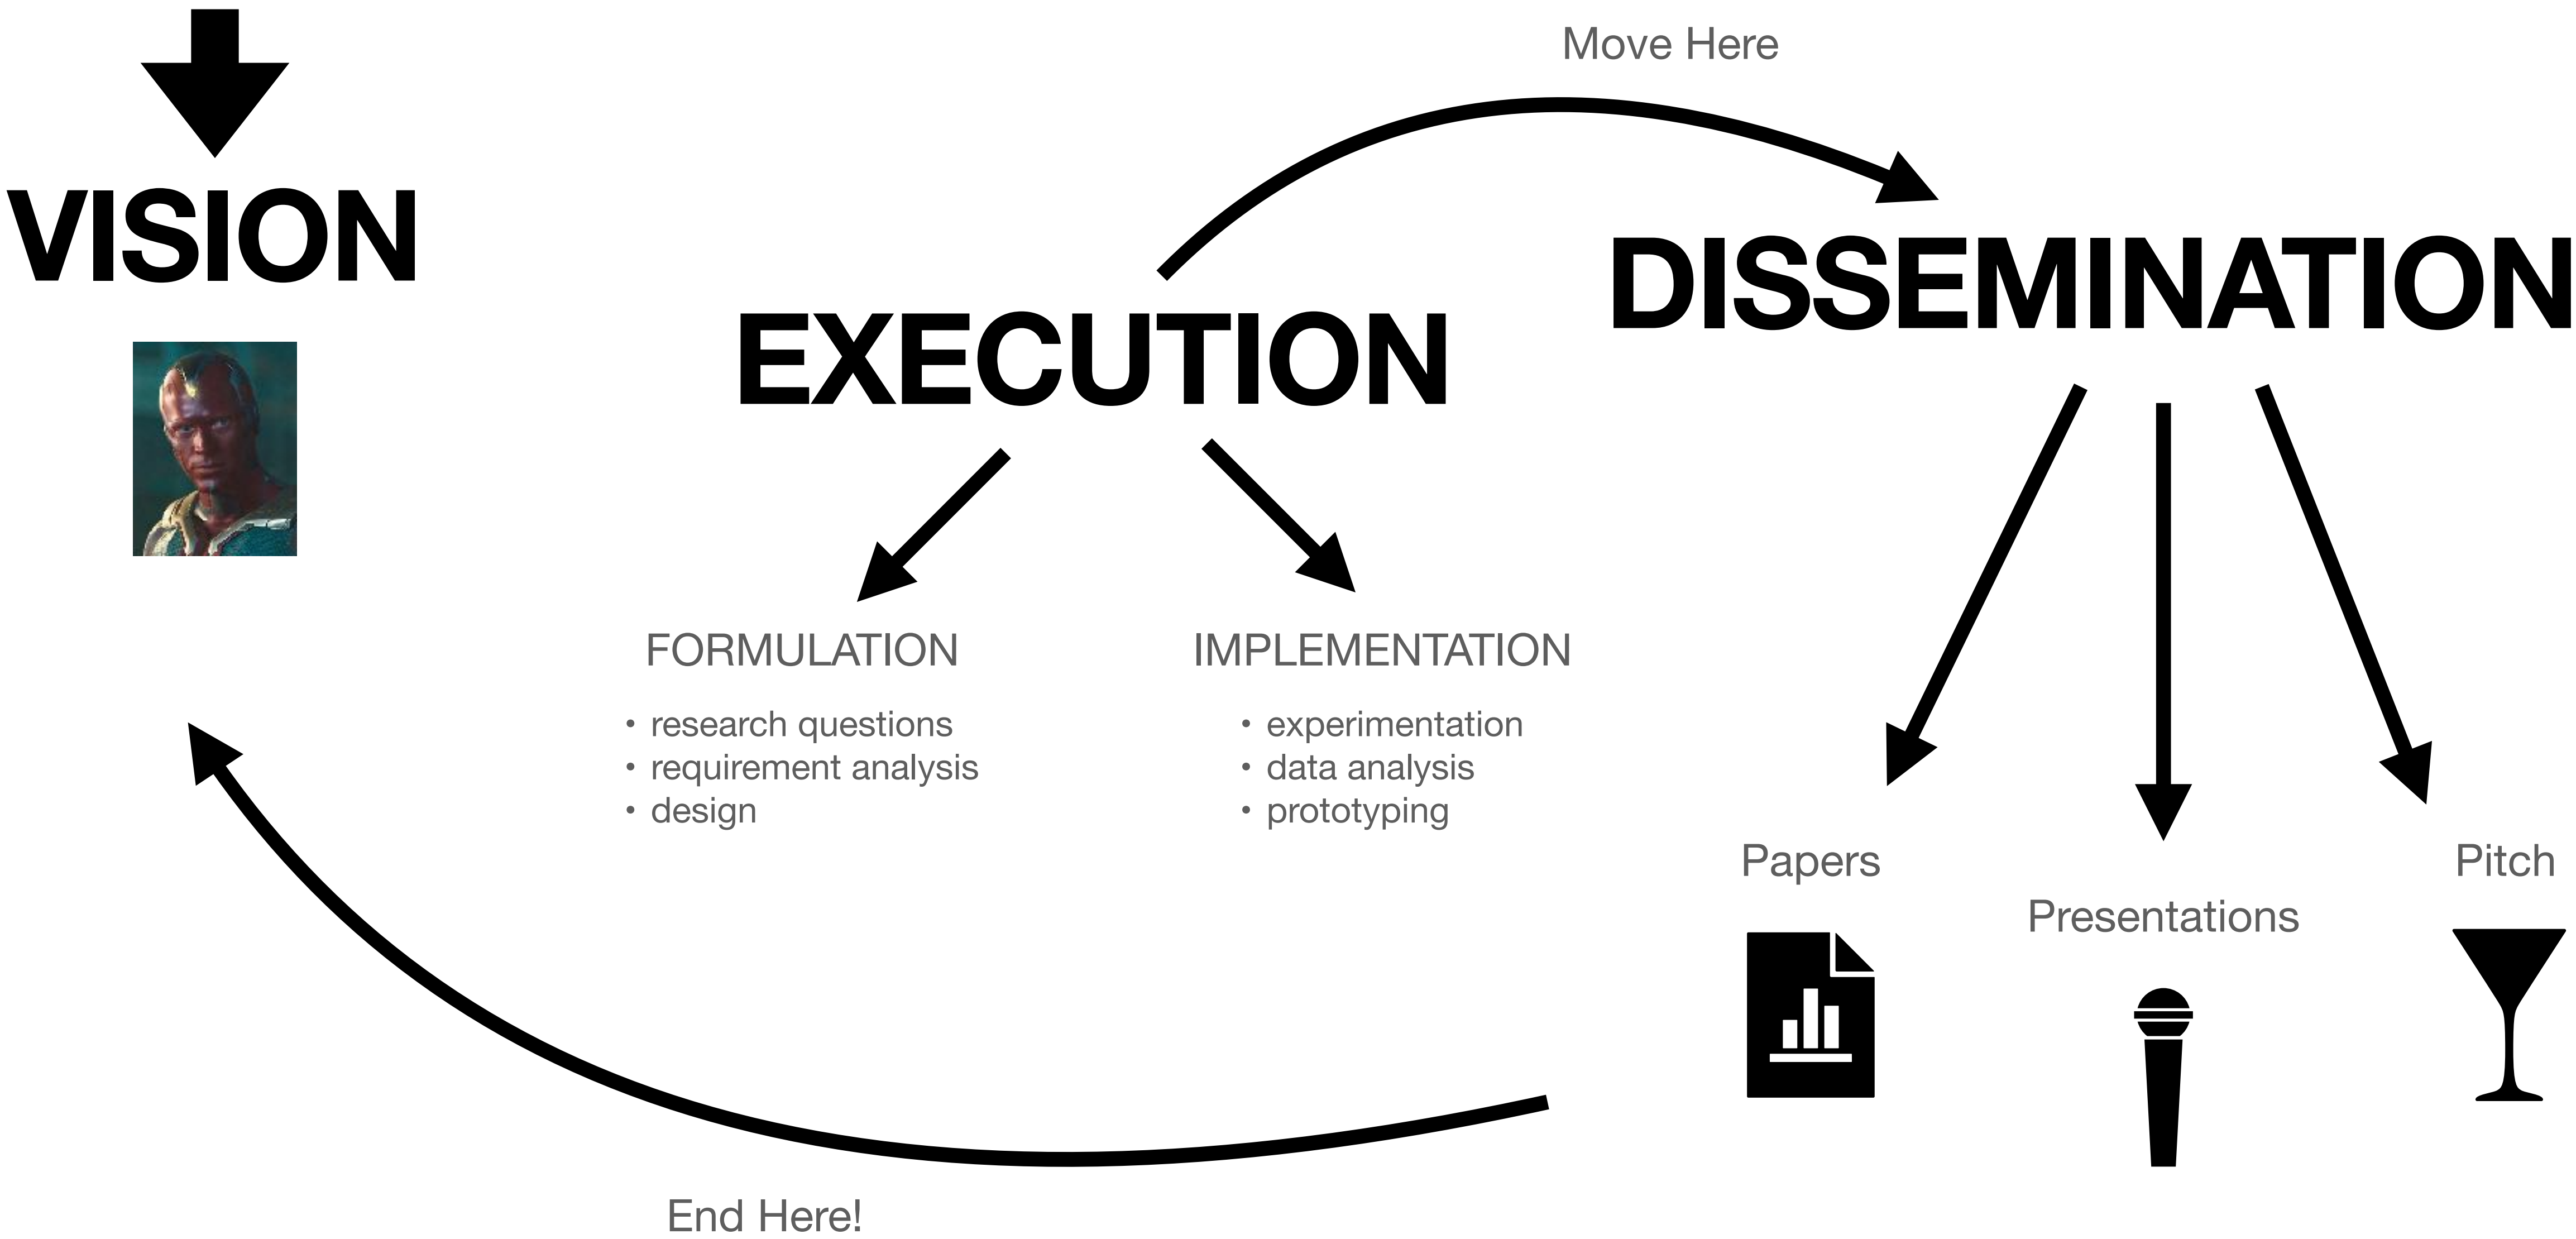 Move Here
VISION
DISSEMINATION
EXECUTION
FORMULATION
• research questions
• requirement analysis
• design
IMPLEMENTATION
• experimentation
• data analysis
• prototyping
Papers
Presentations
Pitch
End Here!